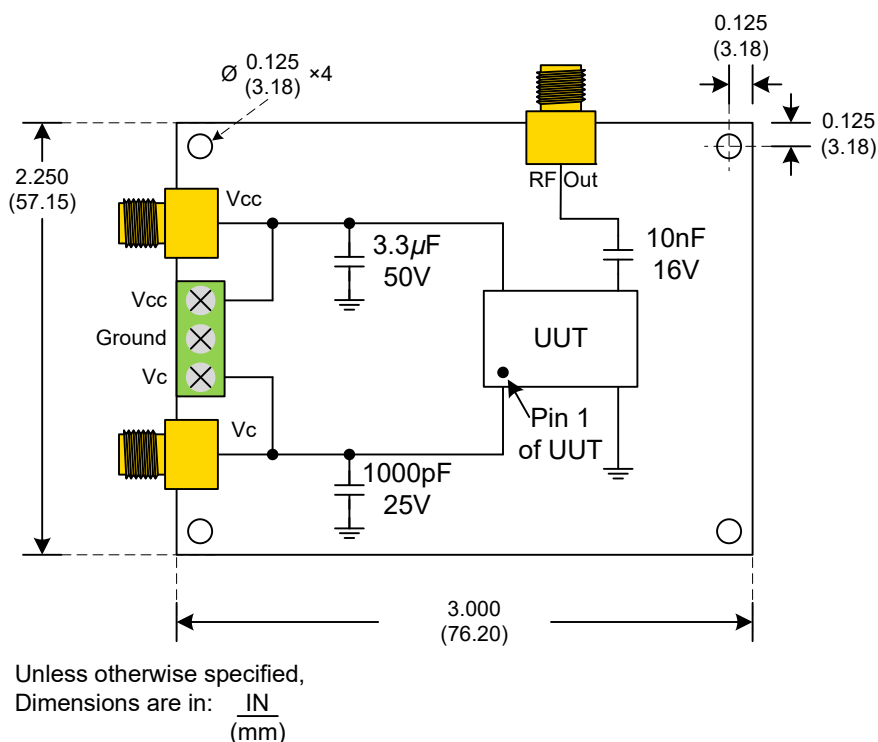 0.125
(3.18)
Ø 0.125
(3.18) ×4
0.125
(3.18)
2.250
(57.15)
RF Out
Vcc
3.3µF
50V
10nF
16V
Vcc
Ground
Vc
UUT
Pin 1
of UUT
Vc
1000pF
25V
3.000
(76.20)
Unless otherwise specified,
Dimensions are in: IN
(mm)